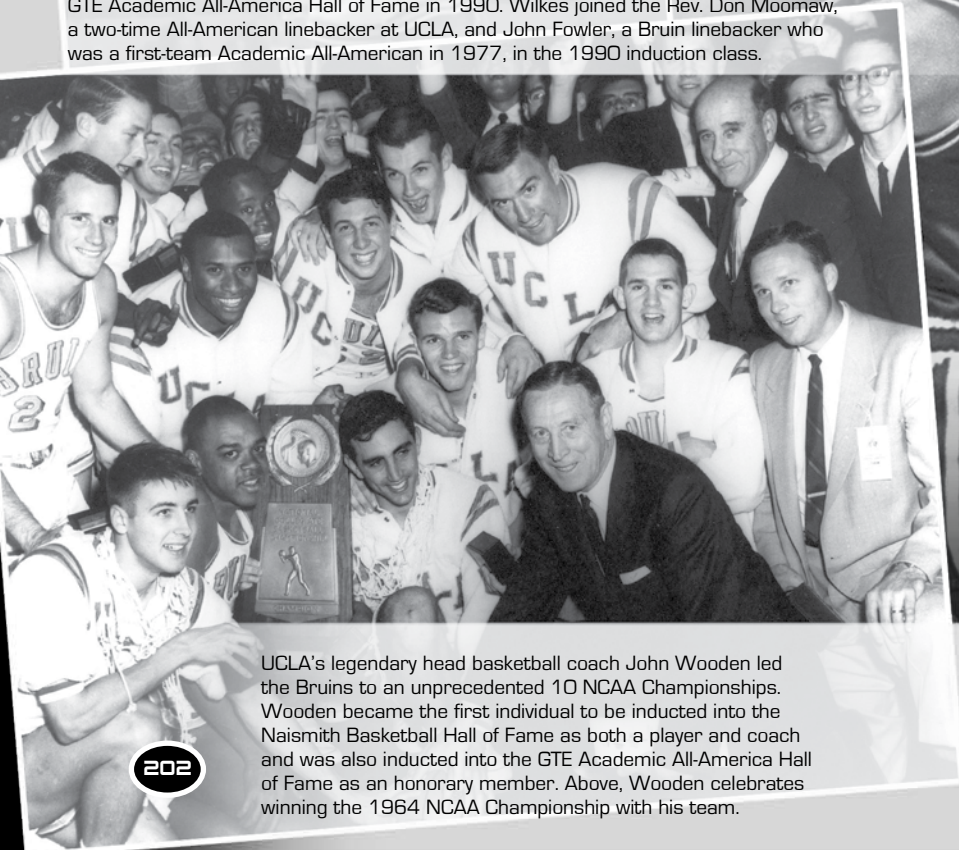 GTE Academic All-America Hall of Fame in 1990. Wilkes joined the Rev. Don Moomaw,
a two-time All-American linebacker at UCLA, and John Fowler, a Bruin linebacker who
was a first-team Academic All-American in 1977, in the 1990 induction class.
UCLA
UC
UCL
BRUI
2
UCLA's legendary head basketball coach John Wooden led
the Bruins to an unprecedented 10 NCAA Championships.
Wooden became the first individual to be inducted into the
Naismith Basketball Hall of Fame as both a player and coach
and was also inducted into the GTE Academic All-America Hall
of Fame as an honorary member. Above, Wooden celebrates
winning the 1964 NCAA Championship with his team.
202